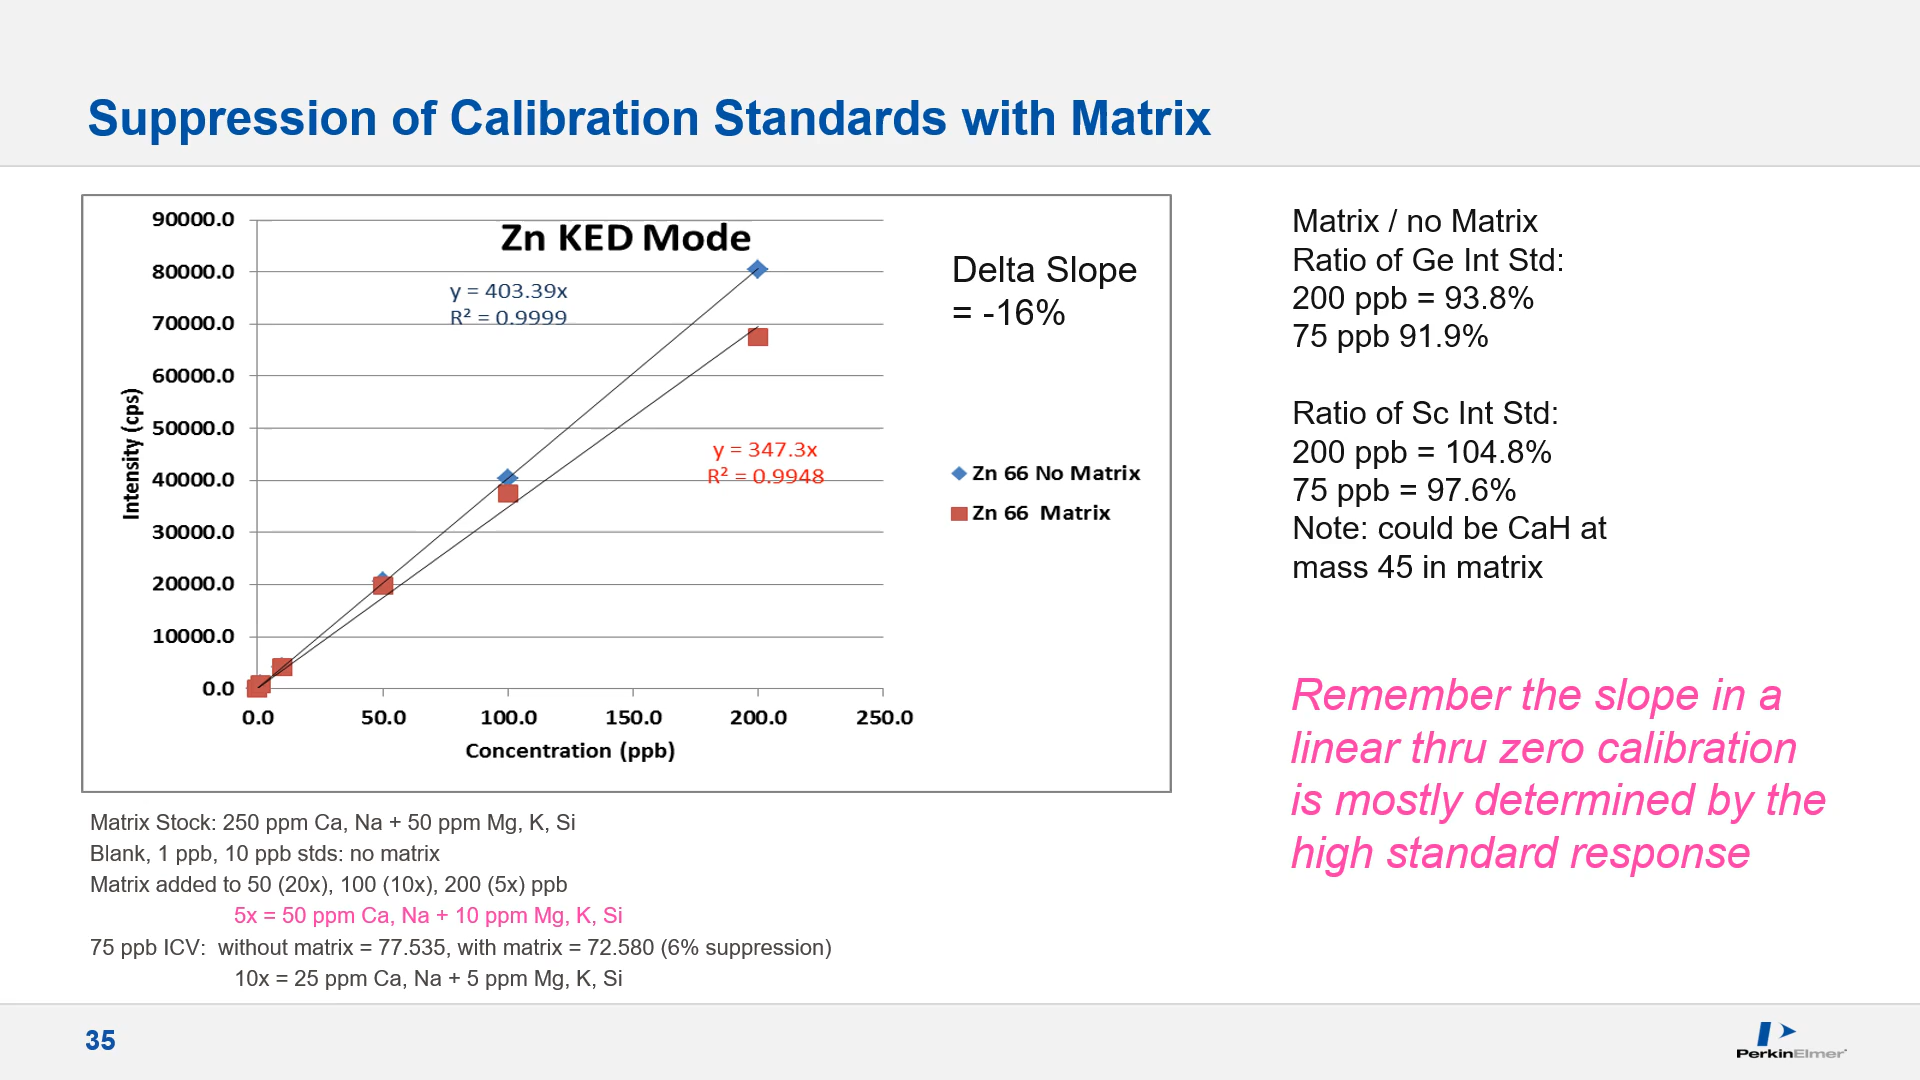 Suppression of Calibration Standards with Matrix
Zn KED Mode
90000.0
80000.0
70000.0
60000.0
50000.0
40000.0
30000.0
20000.0
10000.0
0.0
Intensity (cps)
y = 403.39x
R² = 0.9999
y = 347.3x
R² = 0.9948
0.0 50.0 100.0 150.0 200.0 250.0
Concentration (ppb)
Delta Slope
= -16%
Zn 66 No Matrix
Zn 66 Matrix
Matrix Stock: 250 ppm Ca, Na + 50 ppm Mg, K, Si
Blank, 1 ppb, 10 ppb stds: no matrix
Matrix added to 50 (20x), 100 (10x), 200 (5x) ppb
5x = 50 ppm Ca, Na + 10 ppm Mg, K, Si
75 ppb ICV: without matrix = 77.535, with matrix = 72.580 (6% suppression)
10x = 25 ppm Ca, Na + 5 ppm Mg, K, Si
Matrix / no Matrix
Ratio of Ge Int Std:
200 ppb = 93.8%
75 ppb 91.9%
Ratio of Sc Int Std:
200 ppb = 104.8%
75 ppb = 97.6%
Note: could be CaH at
mass 45 in matrix
Remember the slope in a
linear thru zero calibration
is mostly determined by the
high standard response
35
PerkinElmer